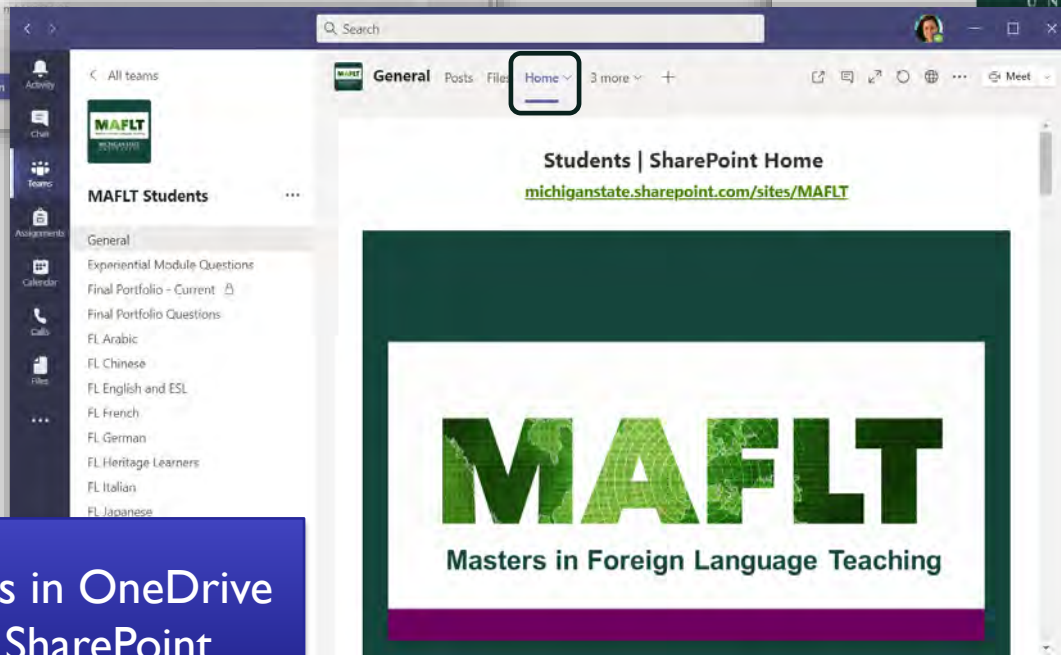 U N
Search
Activity
Chat
Teams
Assignments
Calendar
Calls
Files
All teams
MAFLT
MAFLT Students
General
Experiential Module Questions
Final Portfolio - Current
Final Portfolio Questions
FL Arabic
FL Chinese
FL English and ESL
FL French
FL German
FL Heritage Learners
FL Italian
FL Japanese
MAFLT General Posts Files Home 3 more + Meet
Students | SharePoint Home
michiganstate.sharepoint.com/sites/MAFLT
MAFLT
Masters in Foreign Language Teaching
s in OneDrive
SharePoint